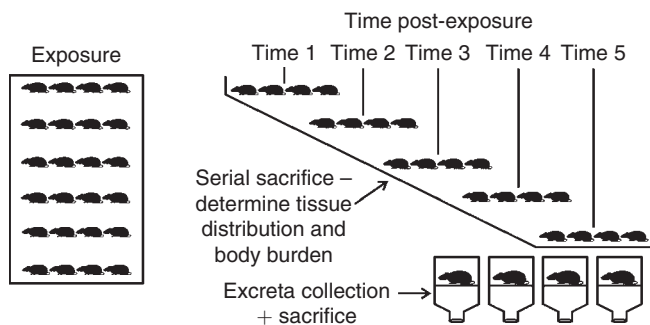 Time post-exposure
Exposure
Time 1 Time 2 Time 3 Time 4 Time 5
Serial sacrifice –
determine tissue
distribution and
body burden
Excreta collection
+ sacrifice